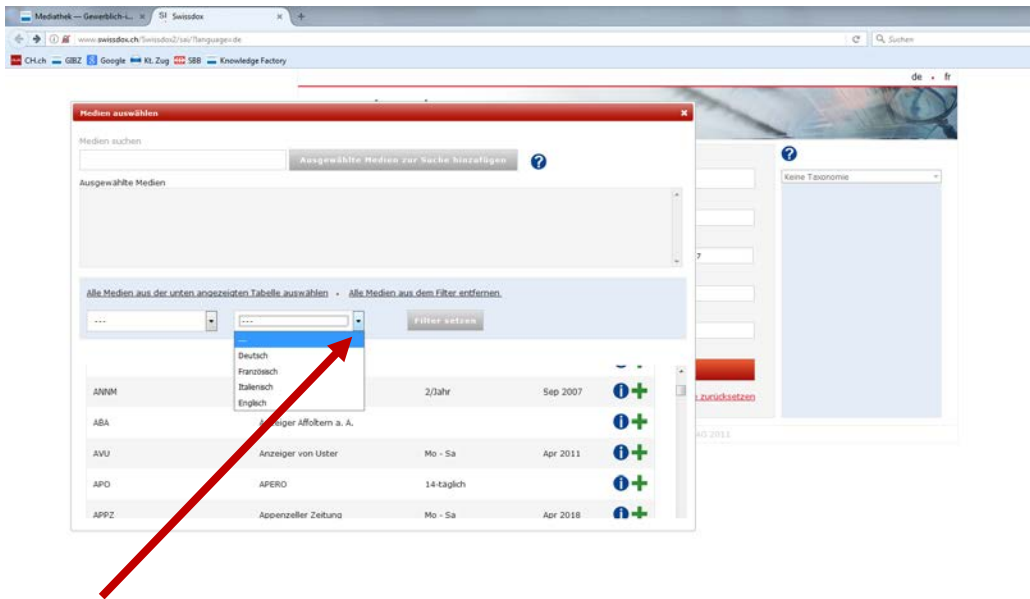 Mediathek — Gewerblich-i... ×
SI Swissdox ×
www.swissdox.ch/Swissdox2/sai/?language=de
Suchen
CH.ch GIBZ Google Kt. Zug SBB Knowledge Factory
de • fr
Medien auswählen
Medien suchen
Ausgewählte Medien zur Suche hinzufügen ?
?
Keine Taxonomie
Ausgewählte Medien
7
Alle Medien aus der unten angezeigten Tabelle auswählen • Alle Medien aus dem Filter entfernen.
--- --- Filter setzen
---
Deutsch
Französisch
Italienisch
Englisch
ANNM 2/Jahr Sep 2007
zurücksetzen
ABA Anzeiger Affoltern a. A.
AG 2011
AVU Anzeiger von Uster Mo - Sa Apr 2011
APO APERO 14-täglich
APPZ Appenzeller Zeitung Mo - Sa Apr 2018